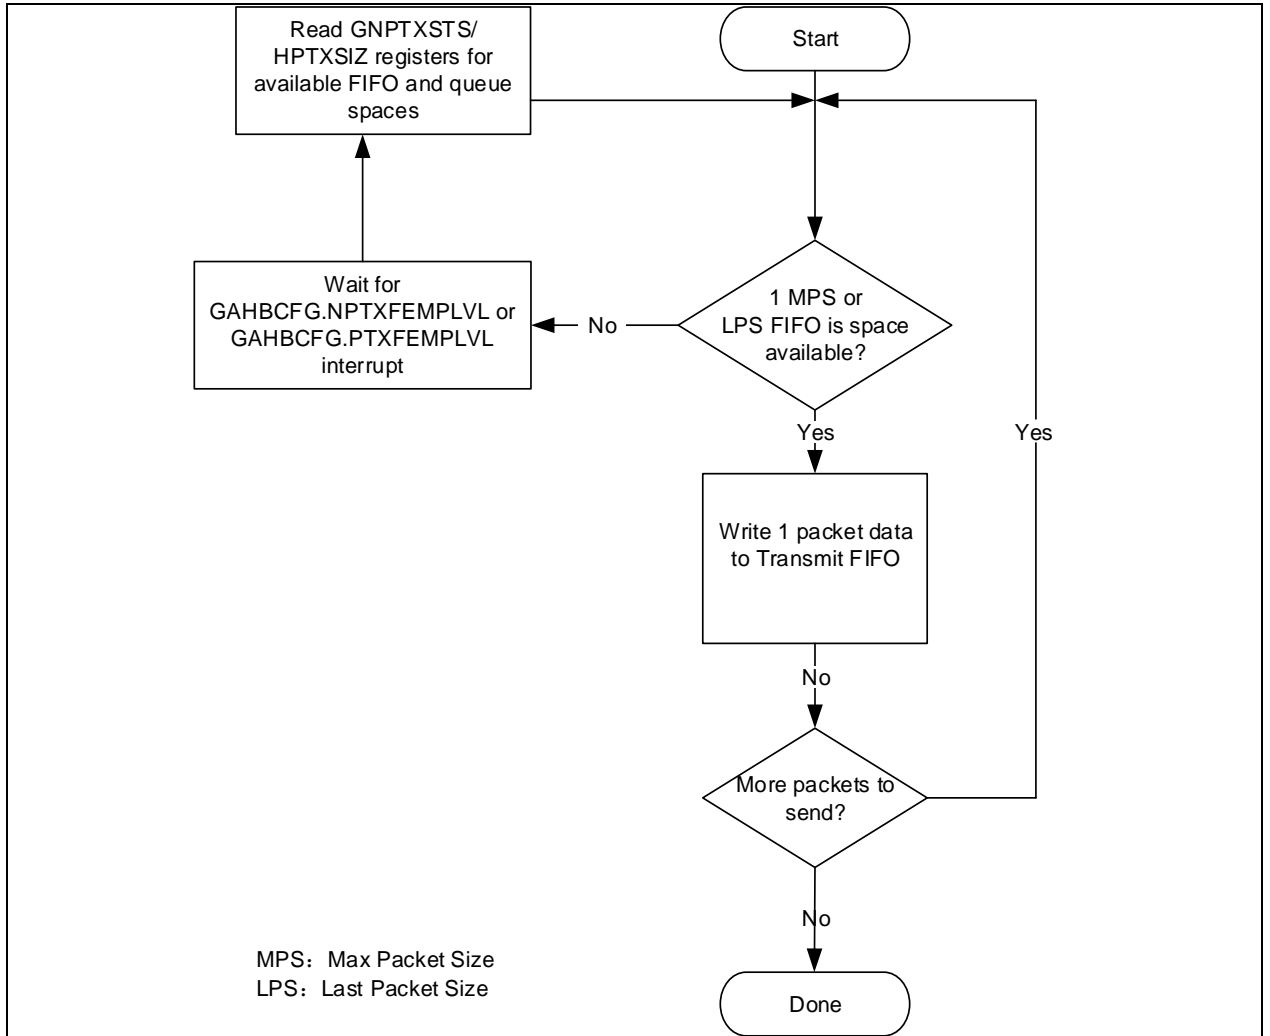 Read GNPTXSTS/
HPTXSIZ registers for
available FIFO and queue
spaces
Start
Wait for
GAHBCFG.NPTXFEMPLVL or
GAHBCFG.PTXFEMPLVL
interrupt
No
1 MPS or
LPS FIFO is space
available?
Yes
Yes
Write 1 packet data
to Transmit FIFO
No
More packets to
send?
No
MPS：Max Packet Size
LPS：Last Packet Size
Done